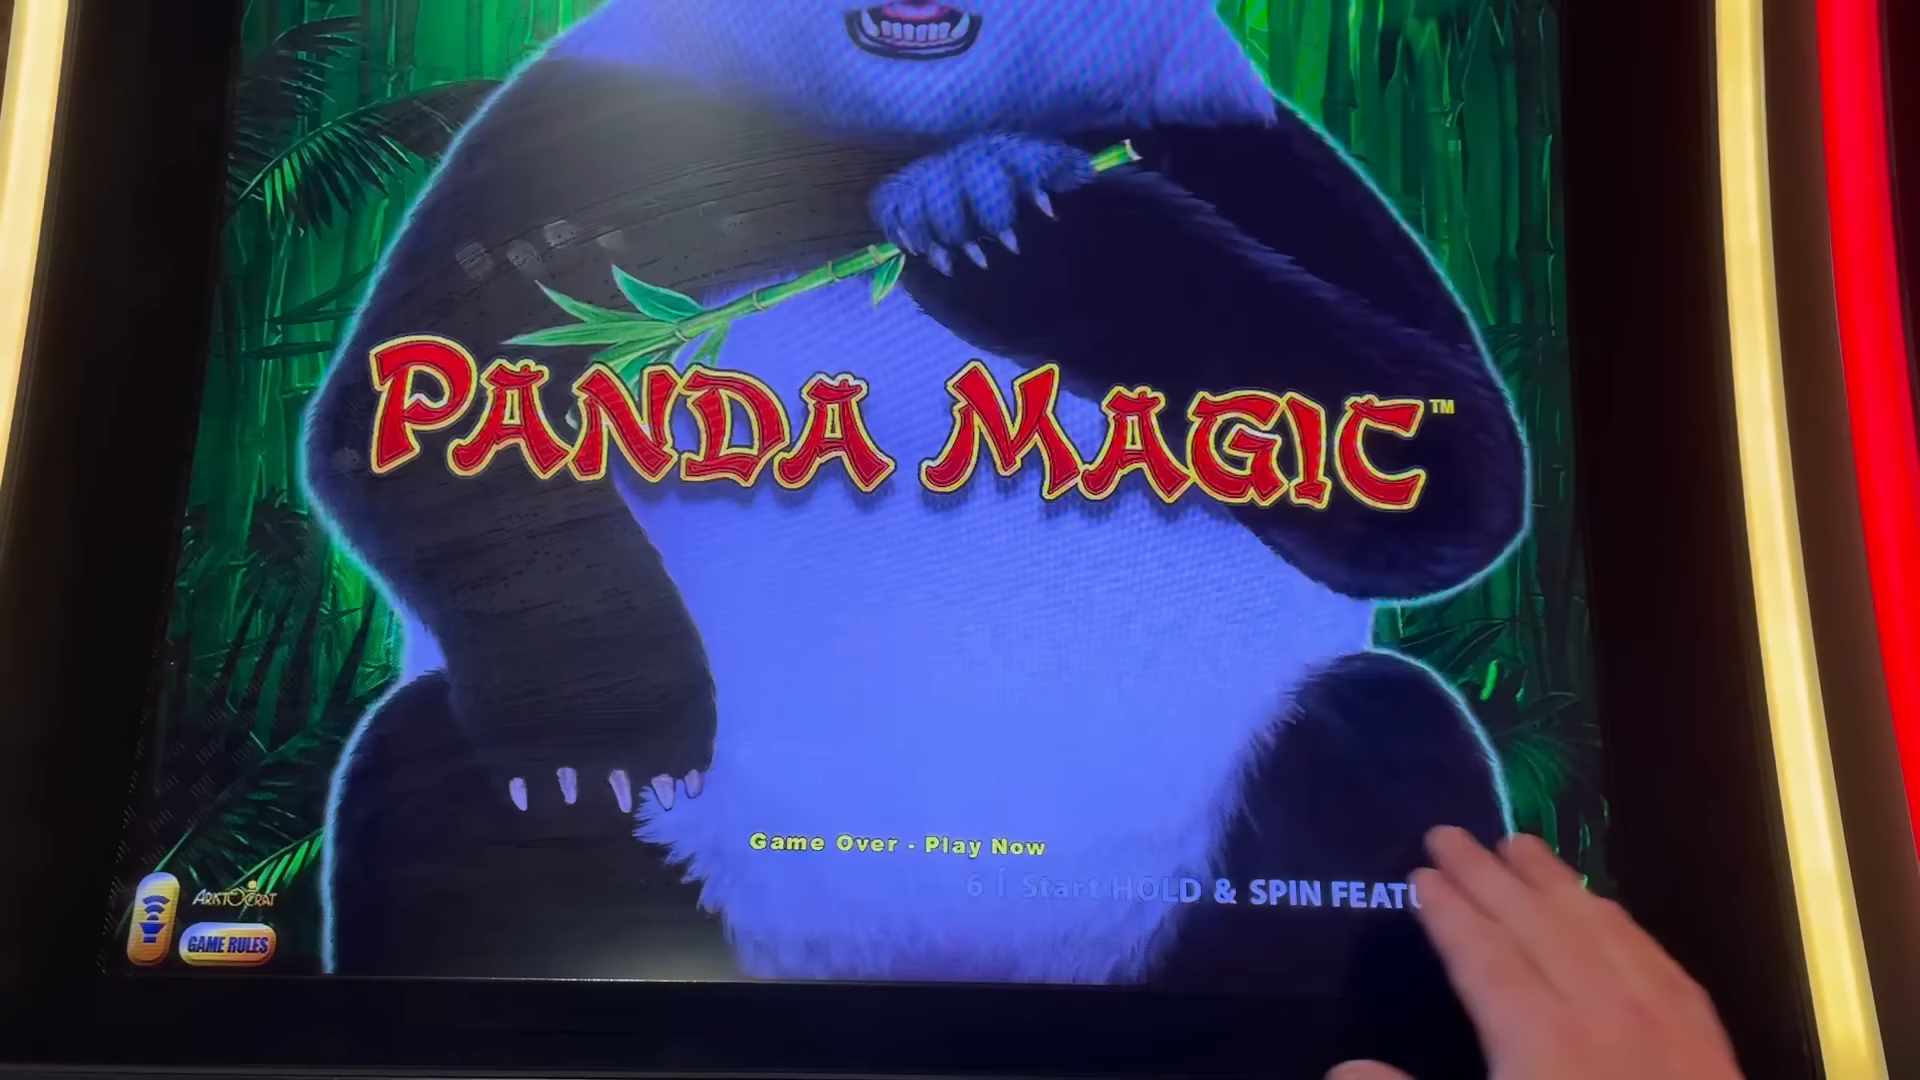 PANDA MAGIC™
Game Over - Play Now
6 Start HOLD & SPIN
ARISTOCRAT
GAME RULES